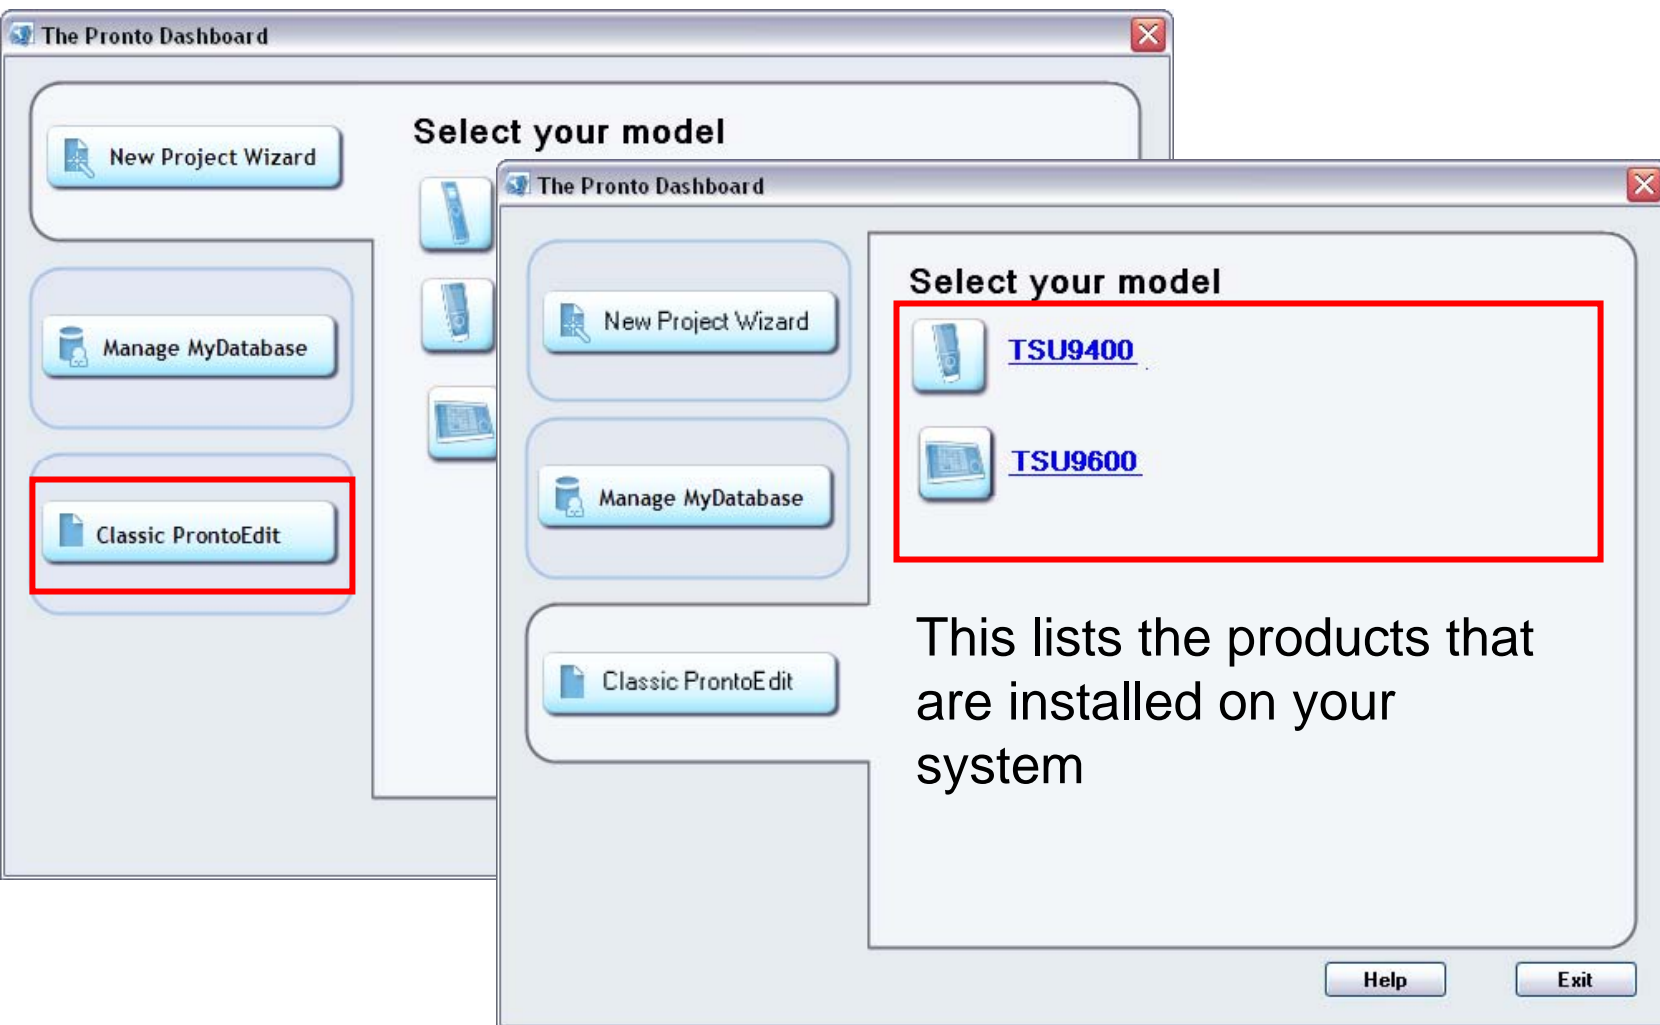 The Pronto Dashboard
New Project Wizard
Select your model
Manage MyDatabase
Classic ProntoEdit
The Pronto Dashboard
New Project Wizard
Manage MyDatabase
Classic ProntoEdit
Select your model
TSU9400
TSU9600
This lists the products that
are installed on your
system
Help
Exit